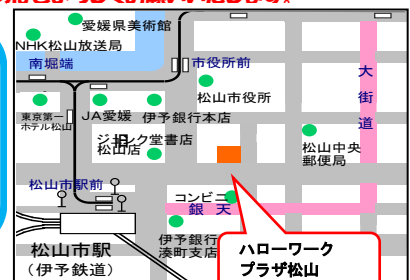 愛媛県美術館
NHK松山放送局
南堀端
市役所前
大街道
松山市役所
東京第一
ホテル松山
JA愛媛
伊予銀行本店
旧
ジュンク堂書店
松山店
松山中央
郵便局
松山市駅前
コンビニ
銀天
伊予銀行
湊町支店
松山市駅
(伊予鉄道)
ハローワーク
プラザ松山